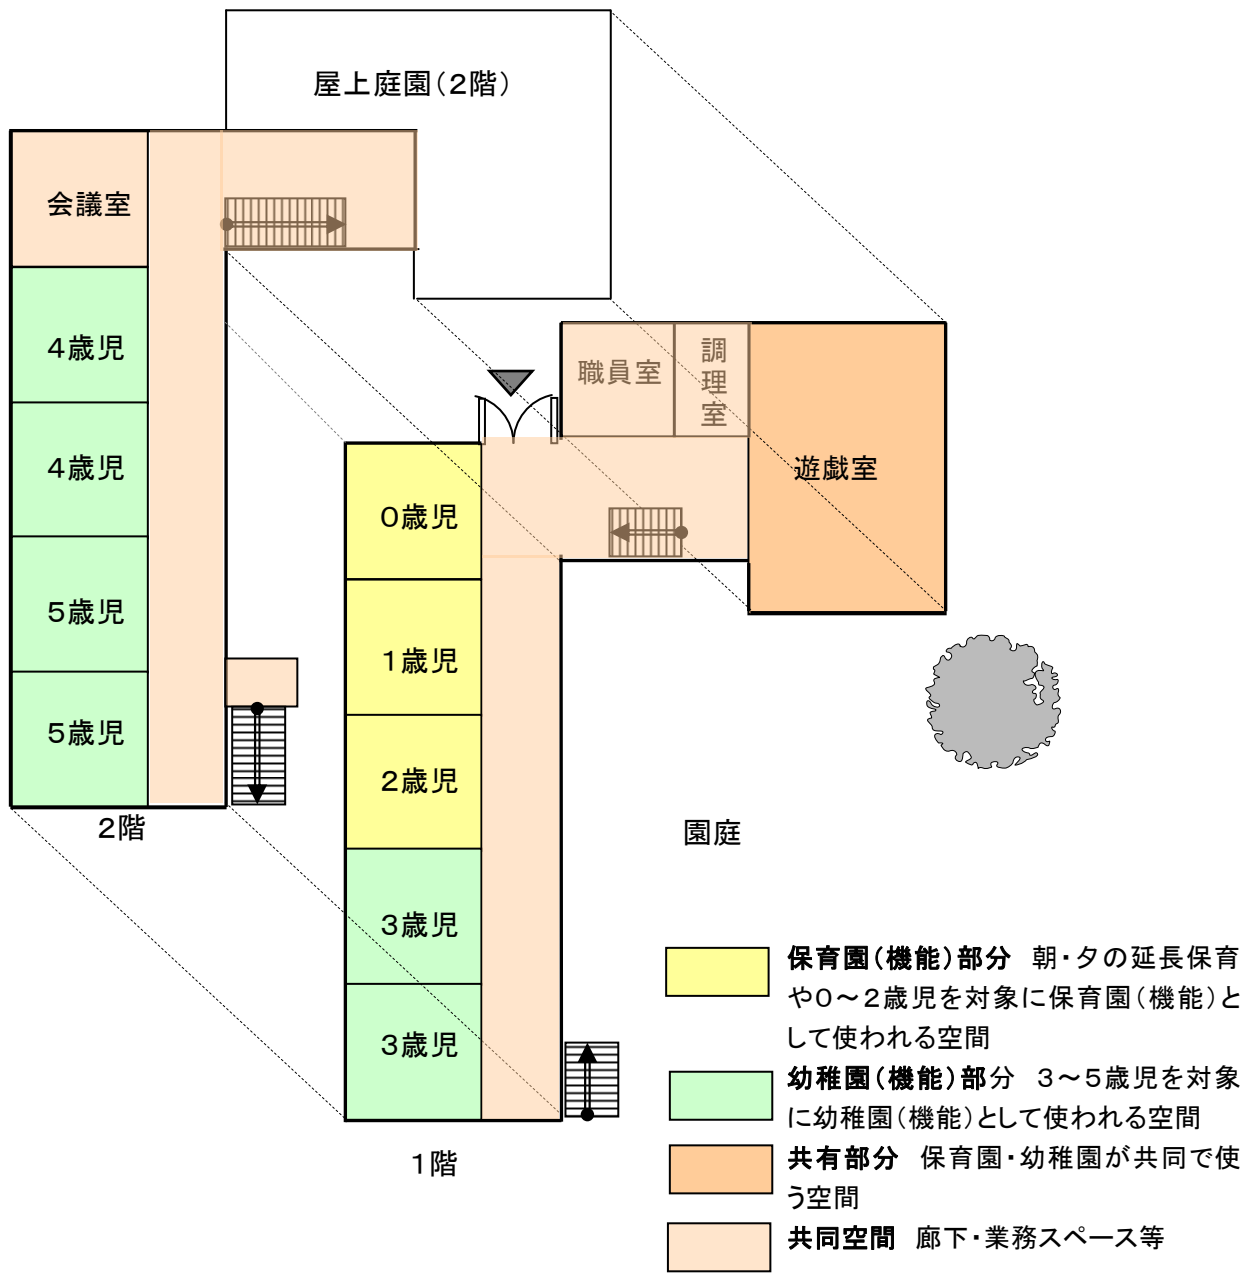 屋上庭園(2階)
会議室
4歳児
4歳児
5歳児
5歳児
2階
職員室
調理室
遊戯室
0歳児
1歳児
2歳児
3歳児
3歳児
1階
園庭
保育園(機能)部分　朝・夕の延長保育
や0~2歳児を対象に保育園(機能)と
して使われる空間
幼稚園(機能)部分　3~5歳児を対象
に幼稚園(機能)として使われる空間
共有部分　保育園・幼稚園が共同で使
う空間
共同空間　廊下・業務スペース等